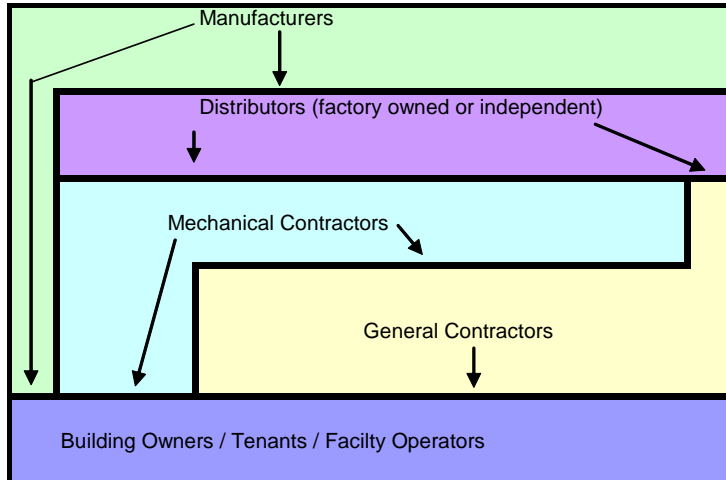 Manufacturers
Distributors (factory owned or independent)
Mechanical Contractors
General Contractors
Building Owners / Tenants / Facilty Operators